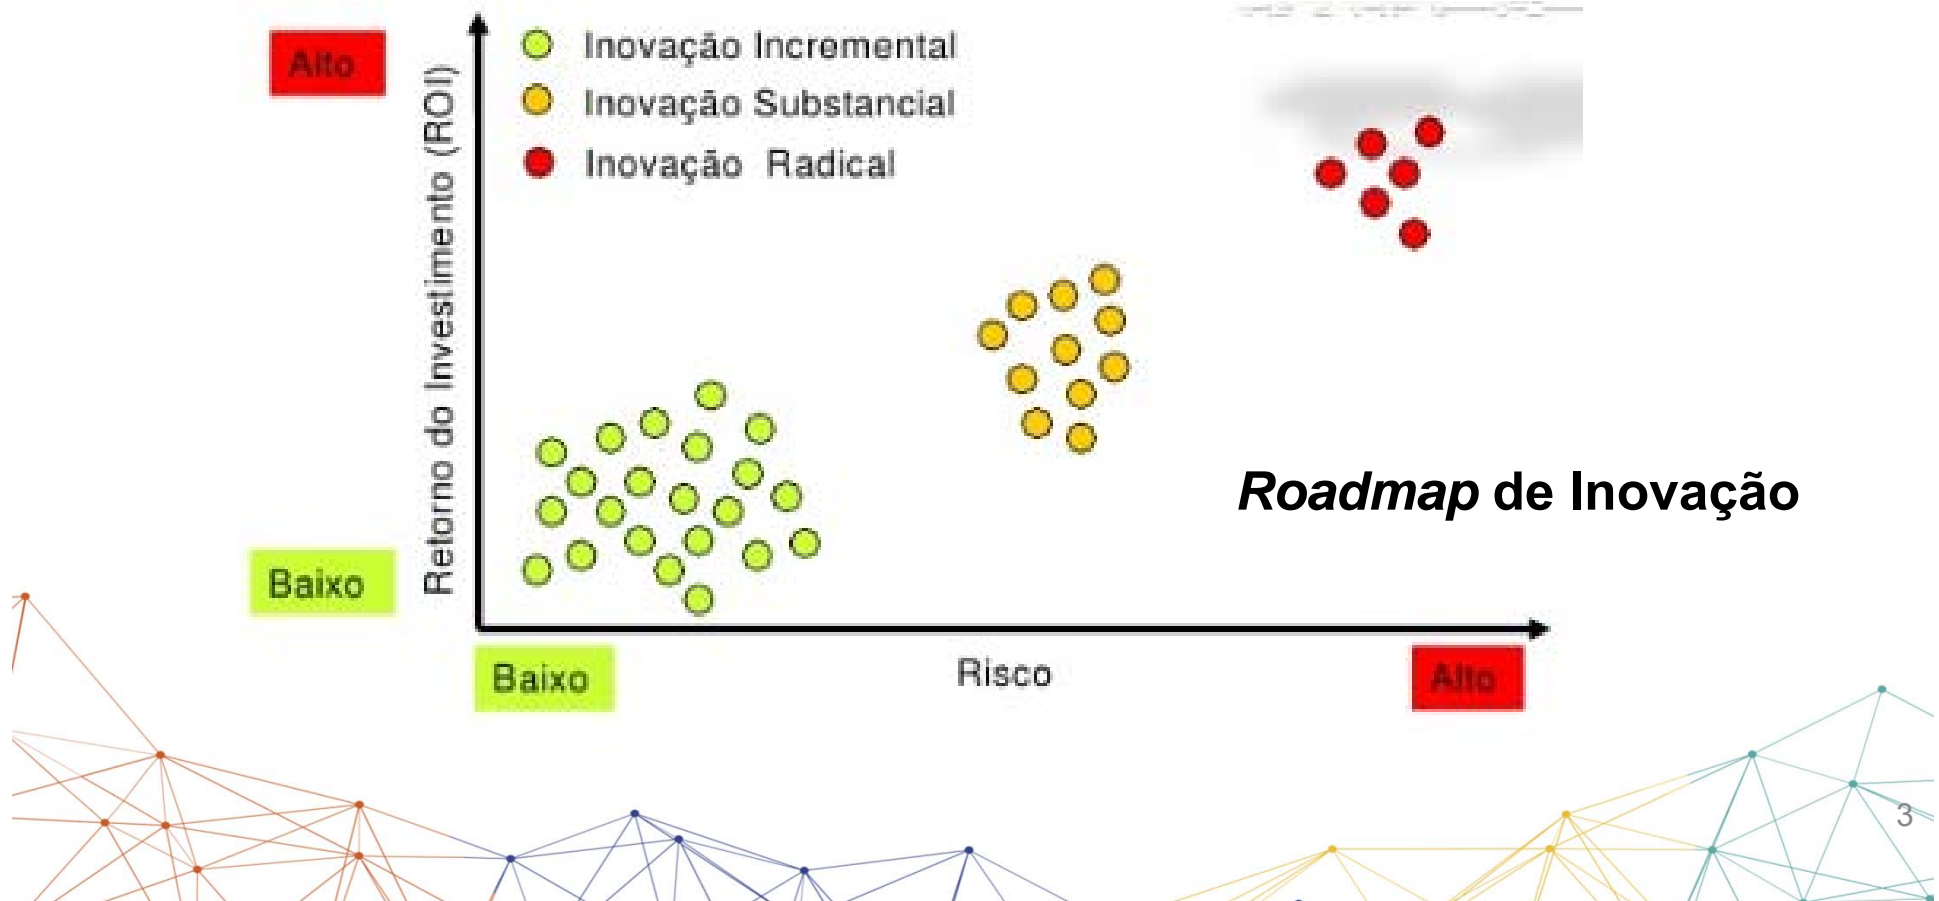 Alto
Inovação Incremental
Inovação Substancial
Inovação Radical
Retorno do Investimento (ROI)
Roadmap de Inovação
Baixo
Baixo
Risco
Alto
3